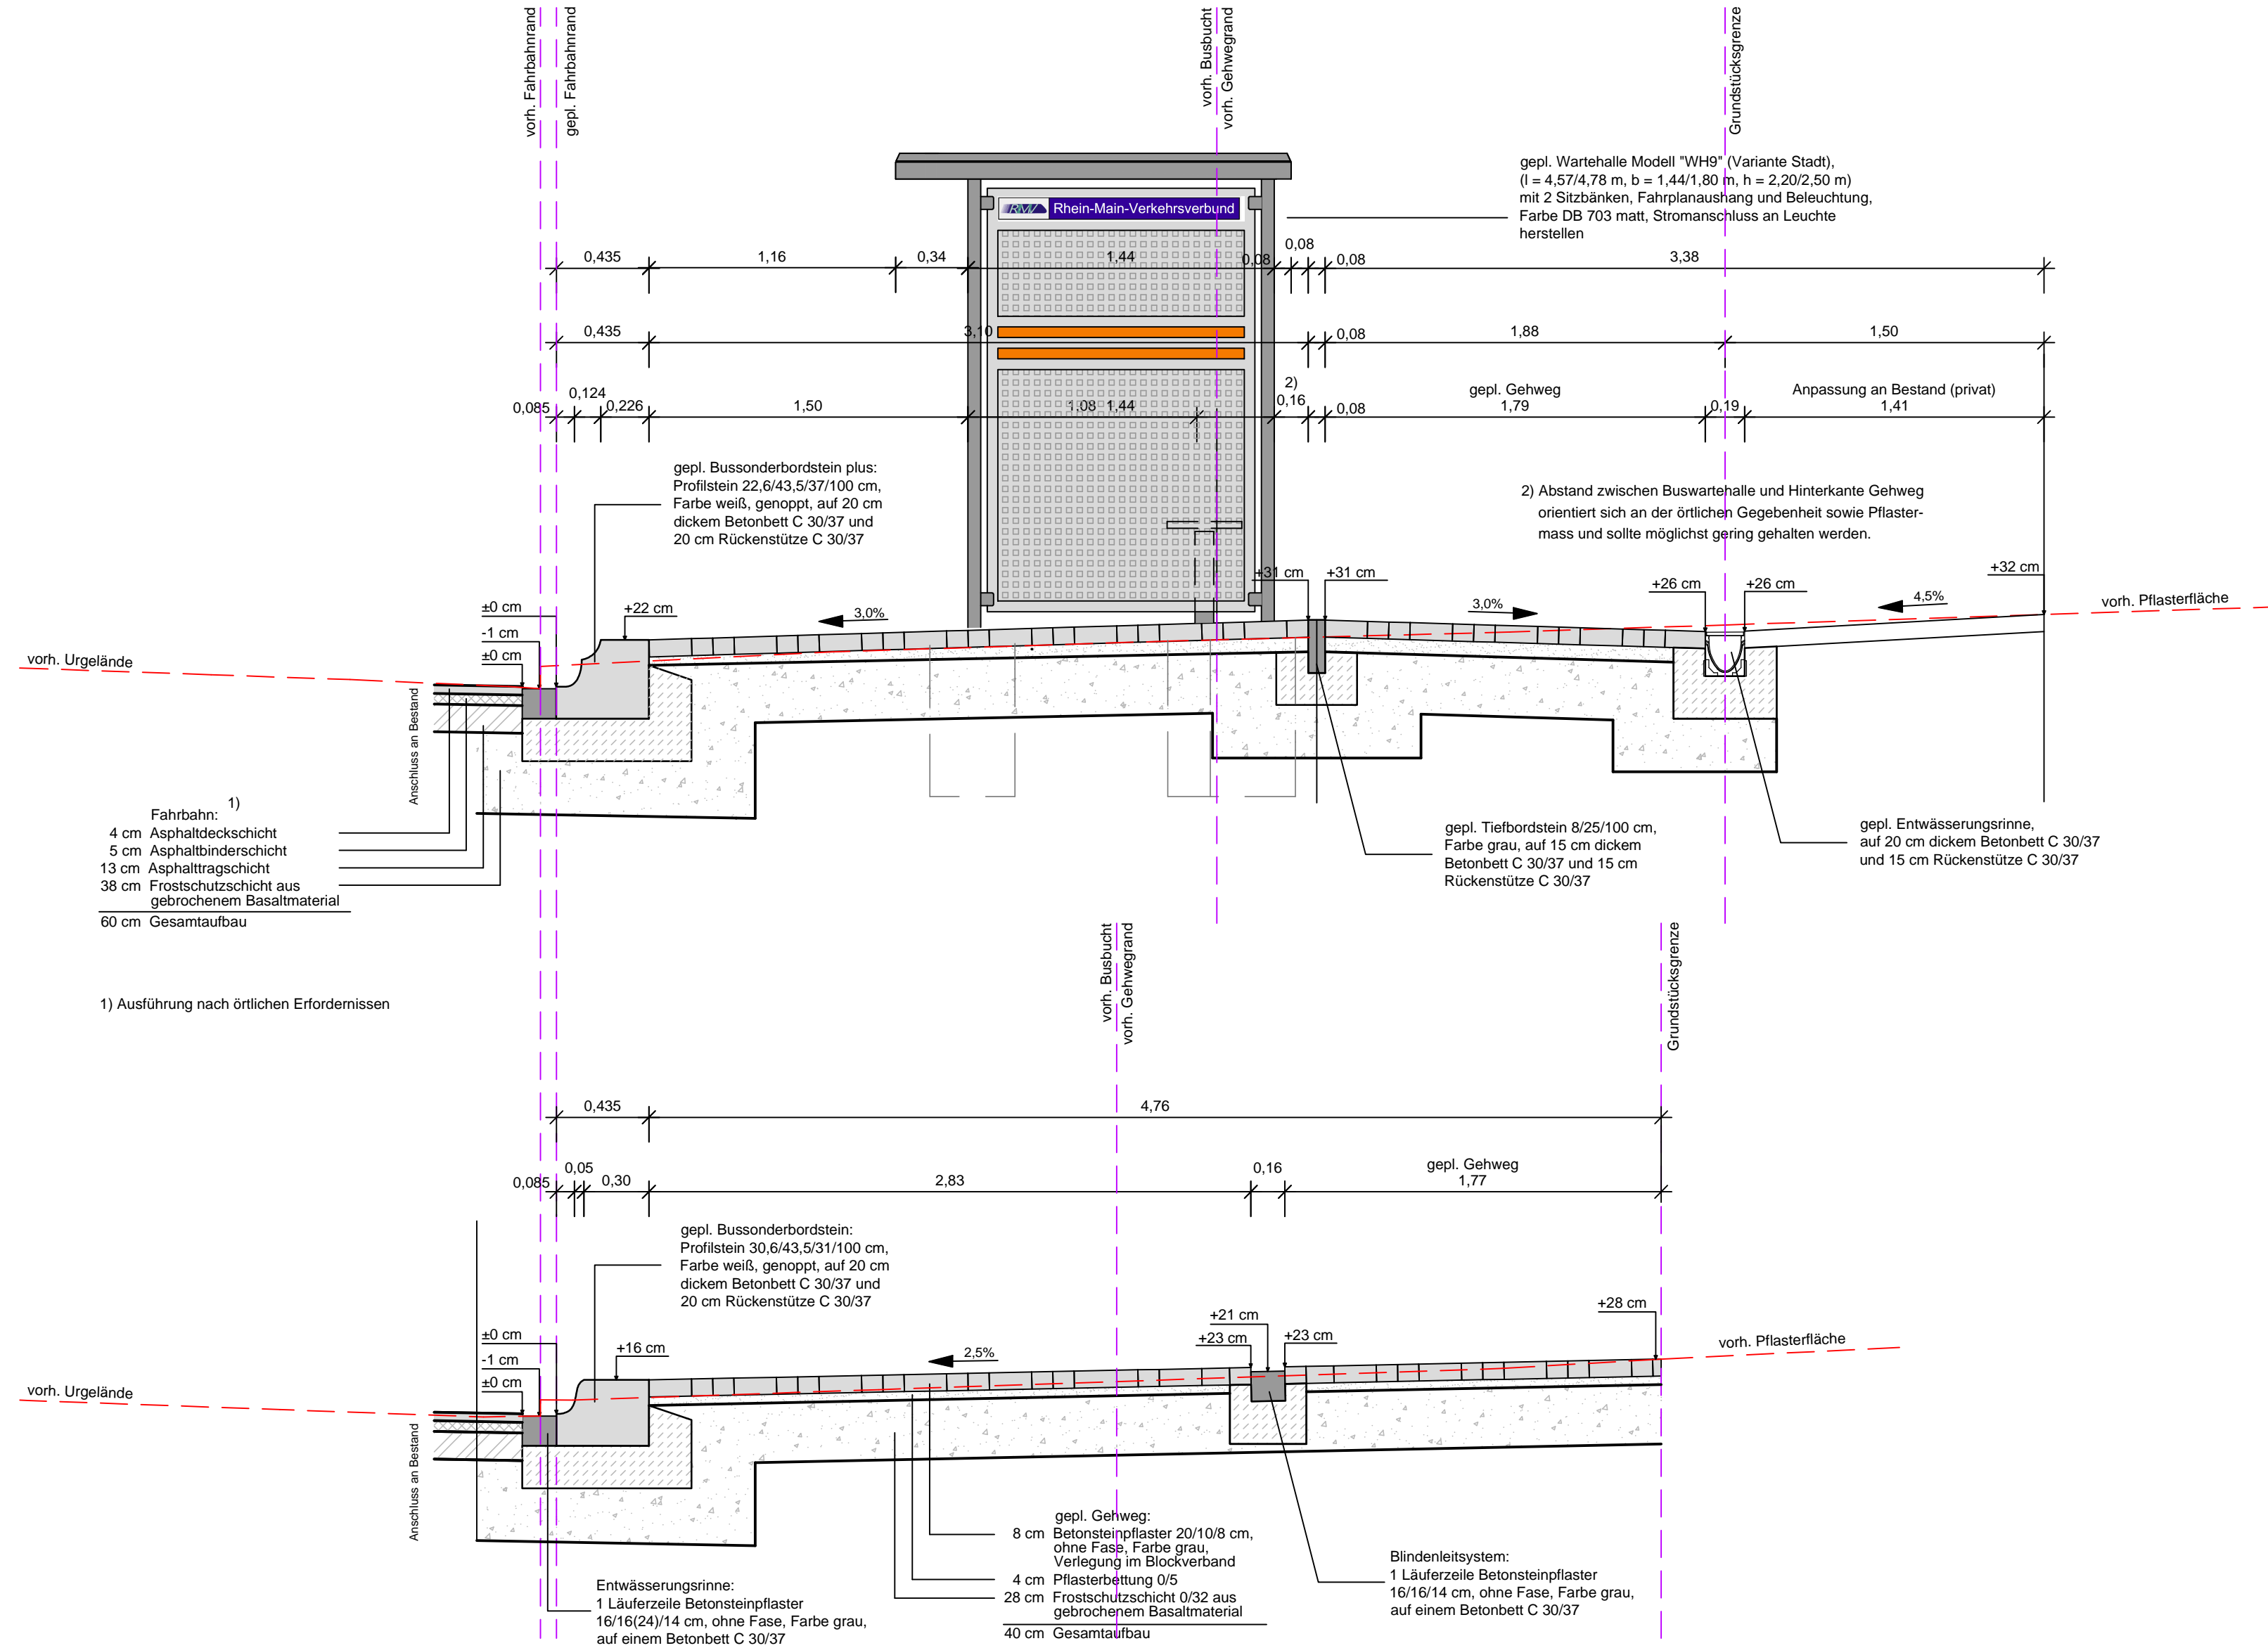 vorh. Fahrbahnrand
gepl. Fahrbahnrand
vorh. Busbucht
vorh. Gehwegrand
Grundstücksgrenze
gepl. Wartehalle Modell "WH9" (Variante Stadt),
(l = 4,57/4,78 m, b = 1,44/1,80 m, h = 2,20/2,50 m)
mit 2 Sitzbänken, Fahrplanaushang und Beleuchtung,
Farbe DB 703 matt, Stromanschluss an Leuchte
herstellen
RMV Rhein-Main-Verkehrsverbund
0,435 1,16 0,34 1,44 0,08 0,08 0,08 3,38
0,435 3,10 0,08 1,88 1,50
0,085 0,124 0,226 1,50 1,08 1,44 2) 0,16 0,08
gepl. Gehweg
1,79 0,19
Anpassung an Bestand (privat)
1,41
gepl. Bussonderbordstein plus:
Profilstein 22,6/43,5/37/100 cm,
Farbe weiß, genoppt, auf 20 cm
dickem Betonbett C 30/37 und
20 cm Rückenstütze C 30/37
2) Abstand zwischen Buswartehalle und Hinterkante Gehweg
orientiert sich an der örtlichen Gegebenheit sowie Pflaster-
mass und sollte möglichst gering gehalten werden.
±0 cm
-1 cm
±0 cm
+22 cm
3,0%
+31 cm +31 cm
3,0%
+26 cm +26 cm
4,5%
+32 cm
vorh. Pflasterfläche
vorh. Urgelände
Anschluss an Bestand
1)
Fahrbahn:
4 cm Asphaltdeckschicht
5 cm Asphaltbinderschicht
13 cm Asphalttragschicht
38 cm Frostschutzschicht aus
gebrochenem Basaltmaterial
60 cm Gesamtaufbau
gepl. Tiefbordstein 8/25/100 cm,
Farbe grau, auf 15 cm dickem
Betonbett C 30/37 und 15 cm
Rückenstütze C 30/37
gepl. Entwässerungsrinne,
auf 20 cm dickem Betonbett C 30/37
und 15 cm Rückenstütze C 30/37
1) Ausführung nach örtlichen Erfordernissen
vorh. Busbucht
vorh. Gehwegrand
Grundstücksgrenze
0,435 4,76
0,085 0,05 0,30 2,83 0,16
gepl. Gehweg
1,77
gepl. Bussonderbordstein:
Profilstein 30,6/43,5/31/100 cm,
Farbe weiß, genoppt, auf 20 cm
dickem Betonbett C 30/37 und
20 cm Rückenstütze C 30/37
±0 cm
-1 cm
±0 cm
+16 cm
2,5%
+21 cm
+23 cm +23 cm
+28 cm
vorh. Pflasterfläche
vorh. Urgelände
Anschluss an Bestand
gepl. Gehweg:
8 cm Betonsteinpflaster 20/10/8 cm,
ohne Fase, Farbe grau,
Verlegung im Blockverband
4 cm Pflasterbettung 0/5
28 cm Frostschutzschicht 0/32 aus
gebrochenem Basaltmaterial
40 cm Gesamtaufbau
Entwässerungsrinne:
1 Läuferzeile Betonsteinpflaster
16/16(24)/14 cm, ohne Fase, Farbe grau,
auf einem Betonbett C 30/37
Blindenleitsystem:
1 Läuferzeile Betonsteinpflaster
16/16/14 cm, ohne Fase, Farbe grau,
auf einem Betonbett C 30/37